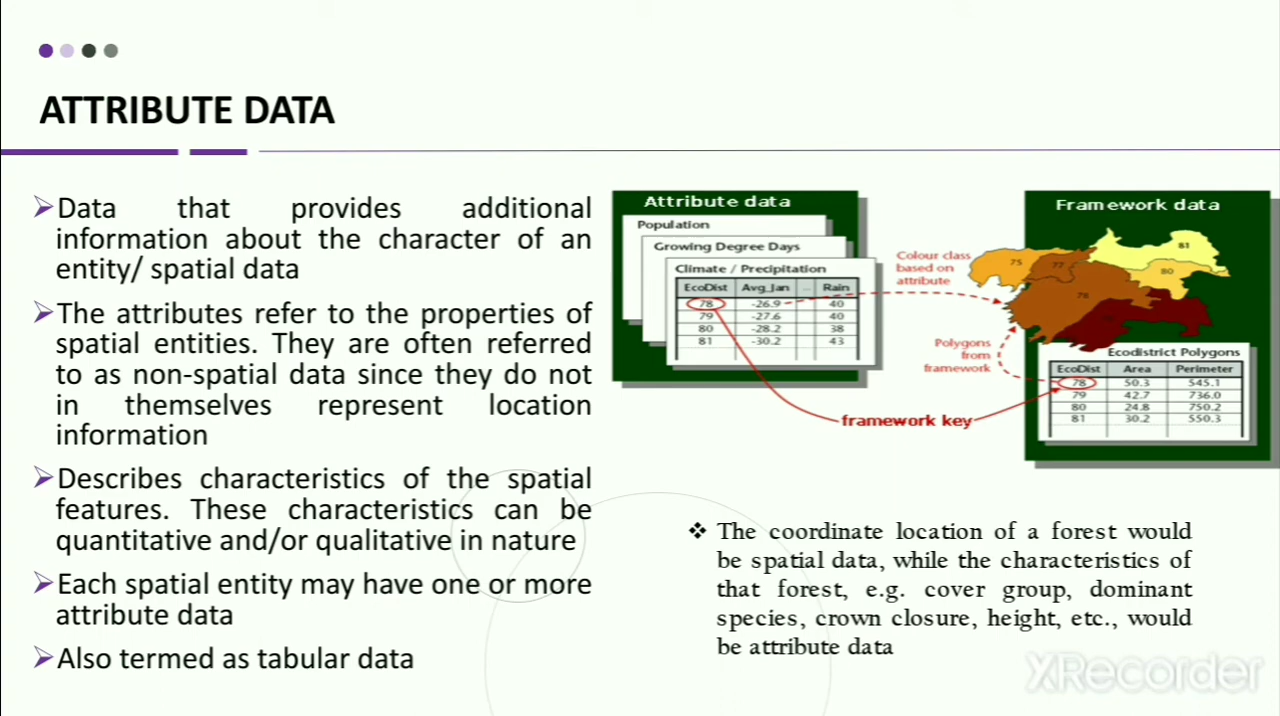 ATTRIBUTE DATA
Data that provides additional
information about the character of an
entity/ spatial data
The attributes refer to the properties of
spatial entities. They are often referred
to as non-spatial data since they do not
in themselves represent location
information
Describes characteristics of the spatial
features. These characteristics can be
quantitative and/or qualitative in nature
Each spatial entity may have one or more
attribute data
Also termed as tabular data
Attribute data
Population
Growing Degree Days
Climate / Precipitation
EcoDist Avg_Jan ... Rain
78 -26.9 ... 40
79 -27.6 40
80 -28.2 38
81 -30.2 43
Colour class
based on
attribute
Polygons
from
framework
framework key
Framework data
81
75 77 80
78
Ecodistrict Polygons
EcoDist Area Perimeter
78 50.3 545.1
79 42.7 736.0
80 24.8 750.2
81 30.2 550.3
❖ The coordinate location of a forest would
be spatial data, while the characteristics of
that forest, e.g. cover group, dominant
species, crown closure, height, etc., would
be attribute data
XRecorder